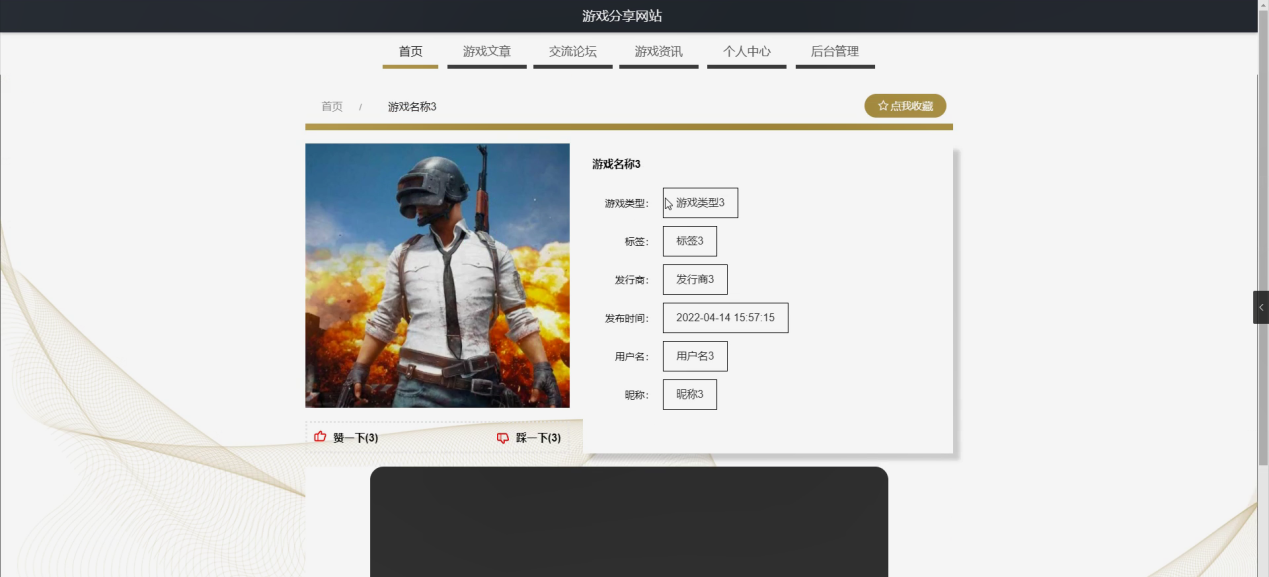 游戏分享网站
首页 游戏文章 交流论坛 游戏资讯 个人中心 后台管理
首页 / 游戏名称3 点我收藏
游戏名称3
游戏类型： 游戏类型3
标签： 标签3
发行商： 发行商3
发布时间： 2022-04-14 15:57:15
用户名： 用户名3
昵称： 昵称3
赞一下(3) 踩一下(3)